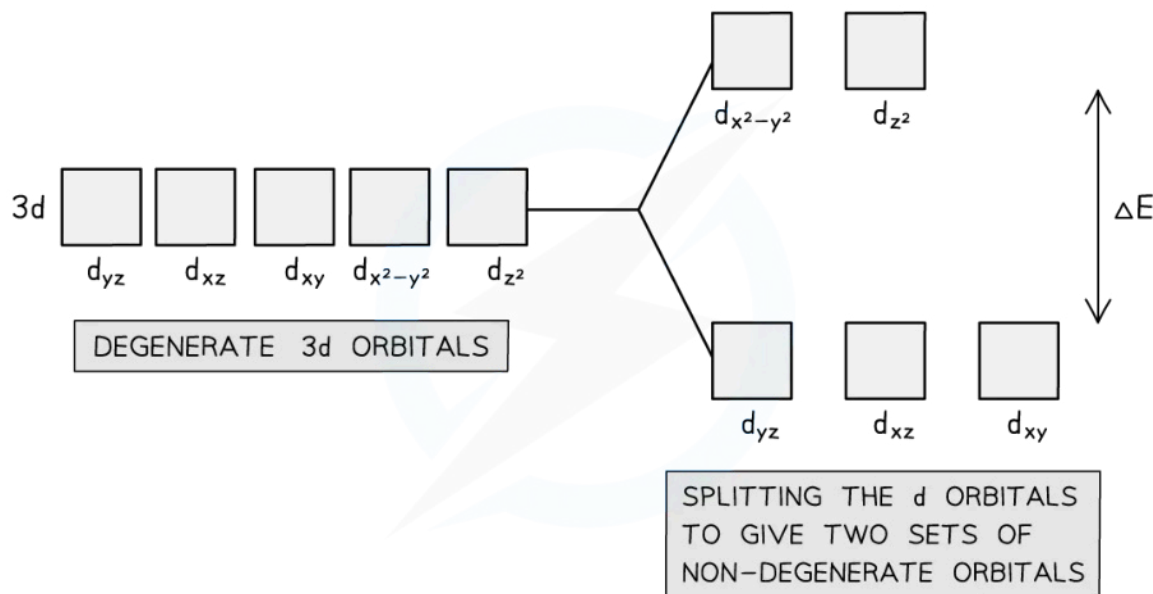 d_x²-y² d_z²
3d
ΔE
d_yz d_xz d_xy d_x²-y² d_z²
DEGENERATE 3d ORBITALS
d_yz d_xz d_xy
SPLITTING THE d ORBITALS
TO GIVE TWO SETS OF
NON-DEGENERATE ORBITALS